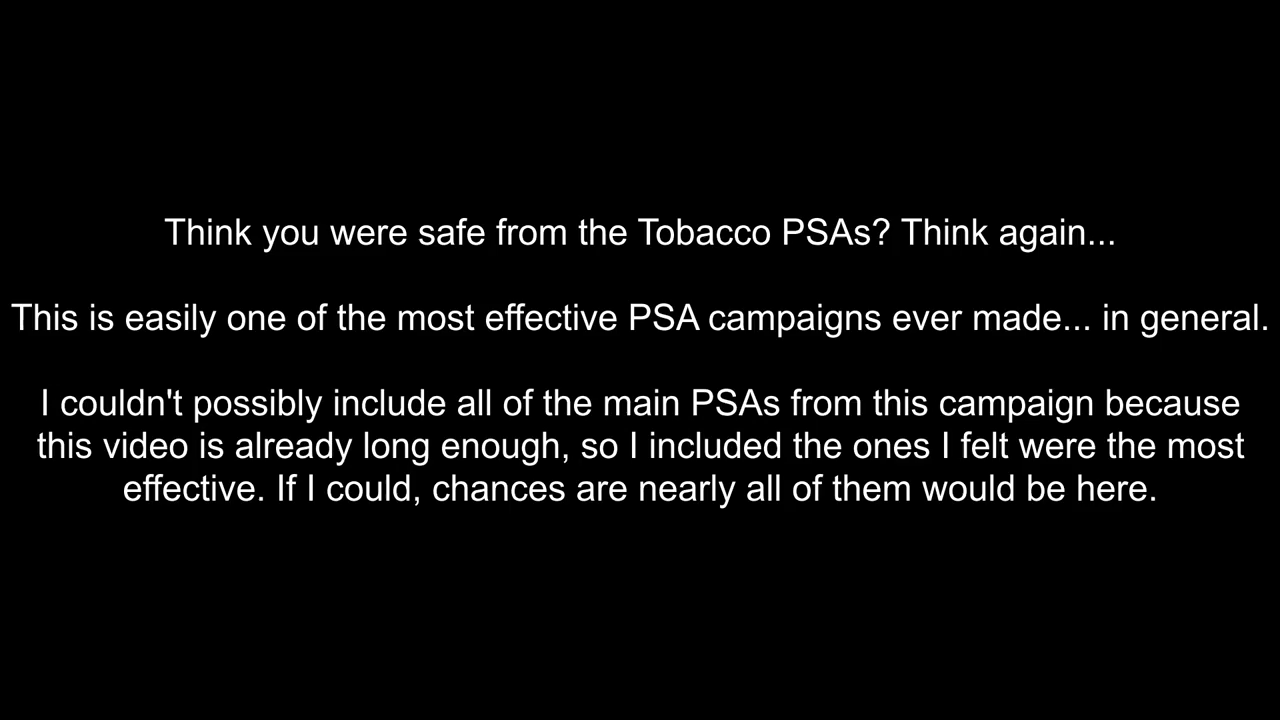 Think you were safe from the Tobacco PSAs? Think again...
This is easily one of the most effective PSA campaigns ever made... in general.
I couldn't possibly include all of the main PSAs from this campaign because
this video is already long enough, so I included the ones I felt were the most
effective. If I could, chances are nearly all of them would be here.